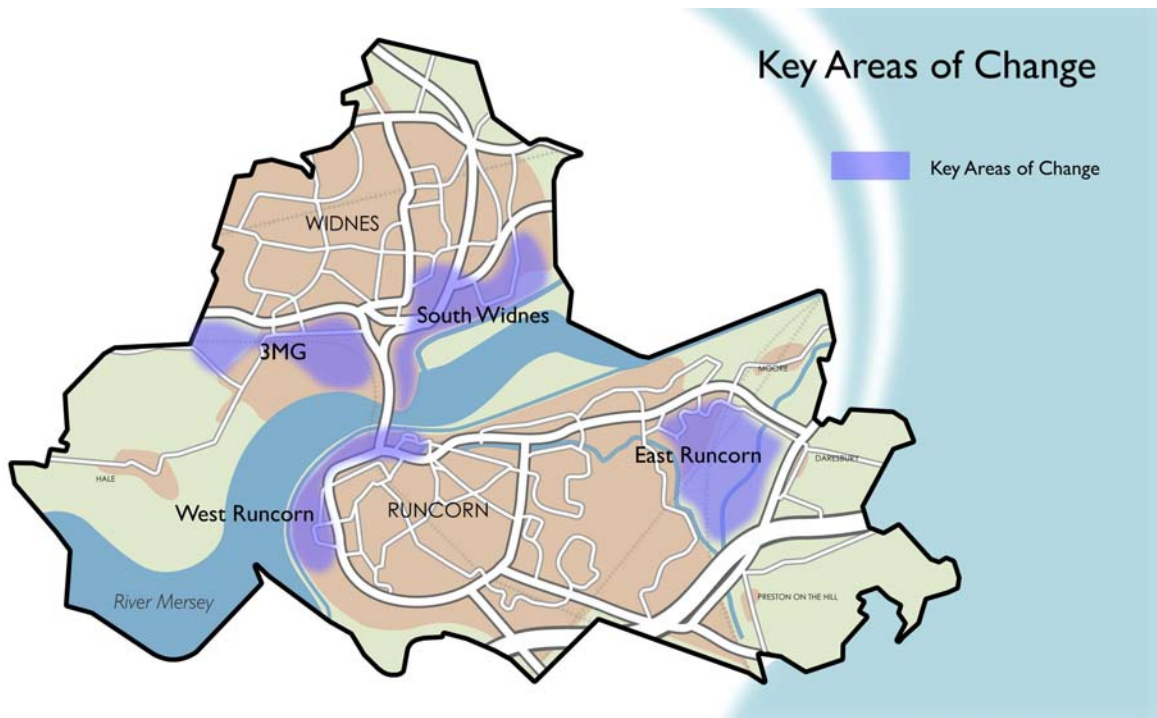 Key Areas of Change
Key Areas of Change
WIDNES
South Widnes
3MG
MOORE
East Runcorn
DARESBURY
HALE
West Runcorn
RUNCORN
River Mersey
PRESTON ON THE HILL